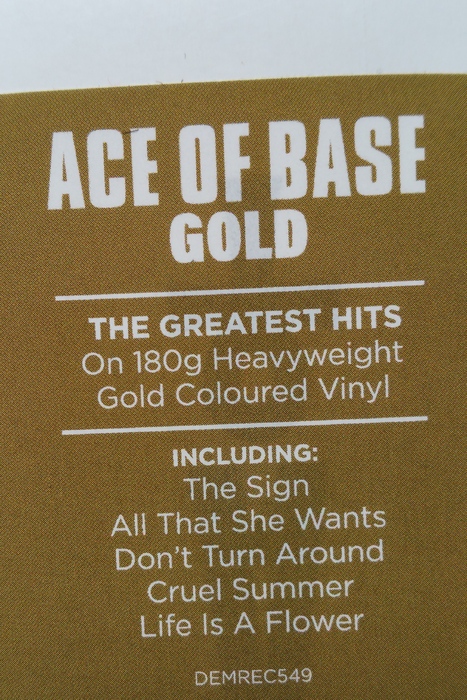 ACE OF BASE
GOLD
THE GREATEST HITS
On 180g Heavyweight
Gold Coloured Vinyl
INCLUDING:
The Sign
All That She Wants
Don't Turn Around
Cruel Summer
Life Is A Flower
DEMREC549